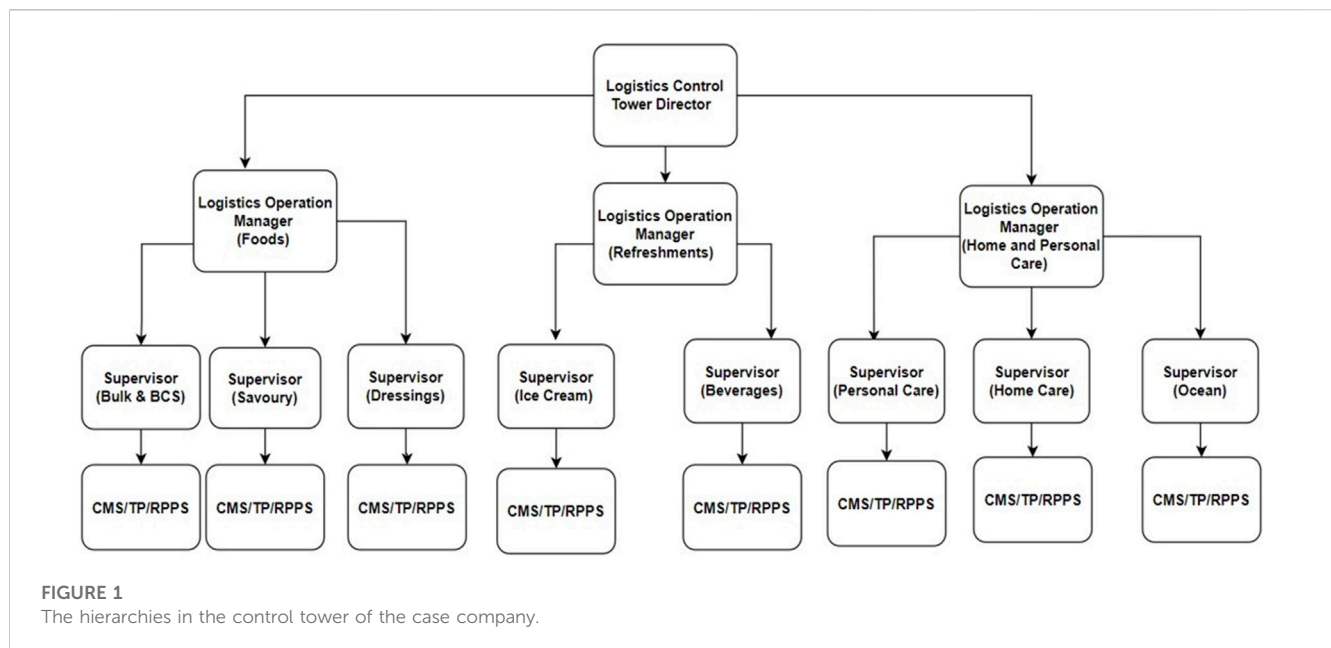 Logistics Control
Tower Director
Logistics Operation
Manager
(Foods)
Logistics Operation
Manager
(Refreshments)
Logistics Operation
Manager
(Home and Personal
Care)
Supervisor
(Bulk & BCS)
Supervisor
(Savoury)
Supervisor
(Dressings)
Supervisor
(Ice Cream)
Supervisor
(Beverages)
Supervisor
(Personal Care)
Supervisor
(Home Care)
Supervisor
(Ocean)
CMS/TP/RPPS
CMS/TP/RPPS
CMS/TP/RPPS
CMS/TP/RPPS
CMS/TP/RPPS
CMS/TP/RPPS
CMS/TP/RPPS
CMS/TP/RPPS
FIGURE 1
The hierarchies in the control tower of the case company.